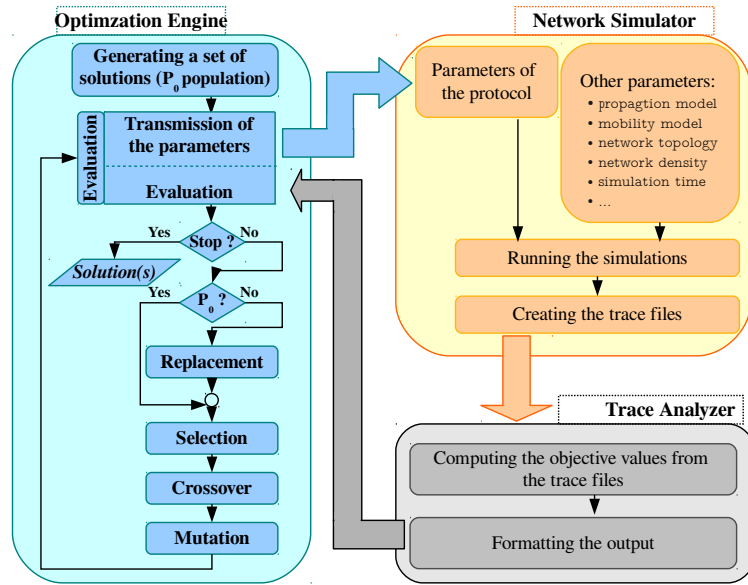 Optimzation Engine
Generating a set of
solutions (P0 population)
Evaluation
Transmission of
the parameters
Evaluation
Yes
Stop ?
No
Solution(s)
Yes
P0 ?
No
Replacement
Selection
Crossover
Mutation
Network Simulator
Parameters of
the protocol
Other parameters:
• propagtion model
• mobility model
• network topology
• network density
• simulation time
• ...
Running the simulations
Creating the trace files
Trace Analyzer
Computing the objective values from
the trace files
Formatting the output